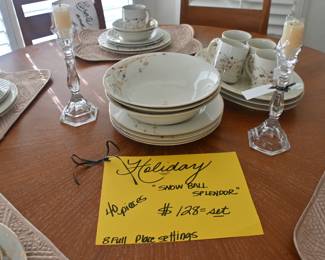 Holiday
"SNOW BALL
SPLENDOR"
40 pieces
$128= set
8 Full Place settings